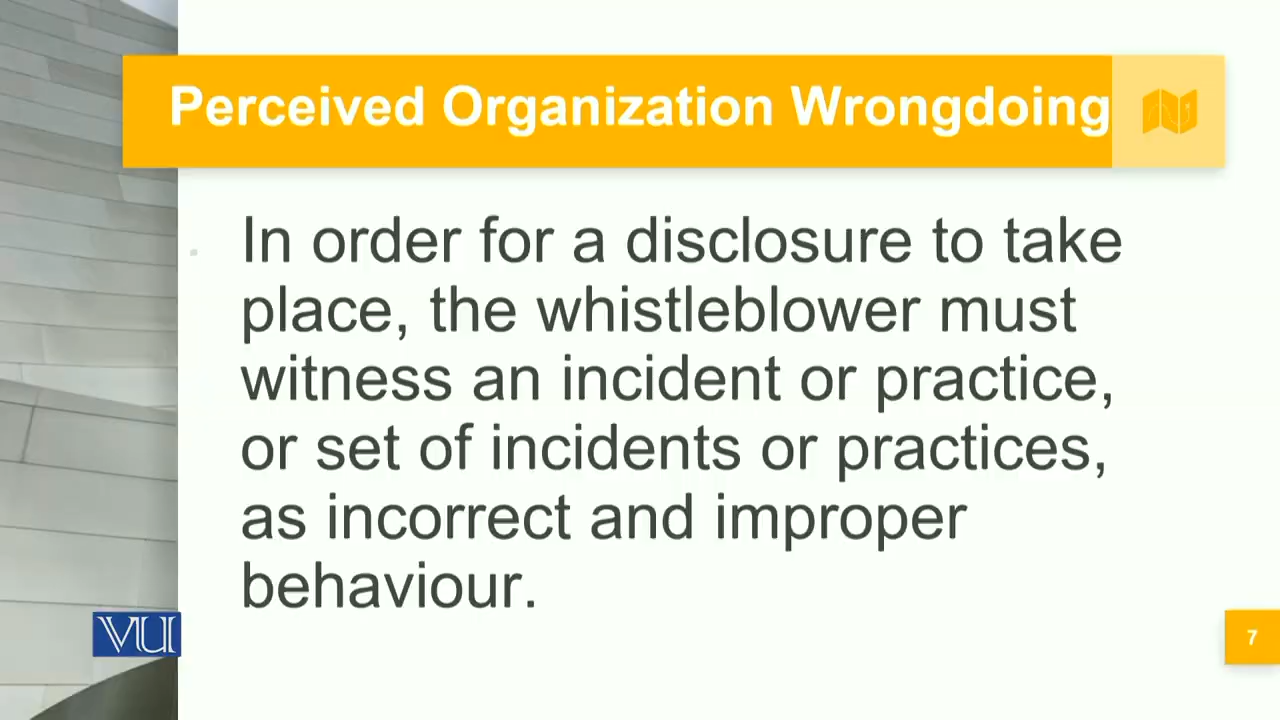 Perceived Organization Wrongdoing
In order for a disclosure to take
place, the whistleblower must
witness an incident or practice,
or set of incidents or practices,
as incorrect and improper
behaviour.
VU
7